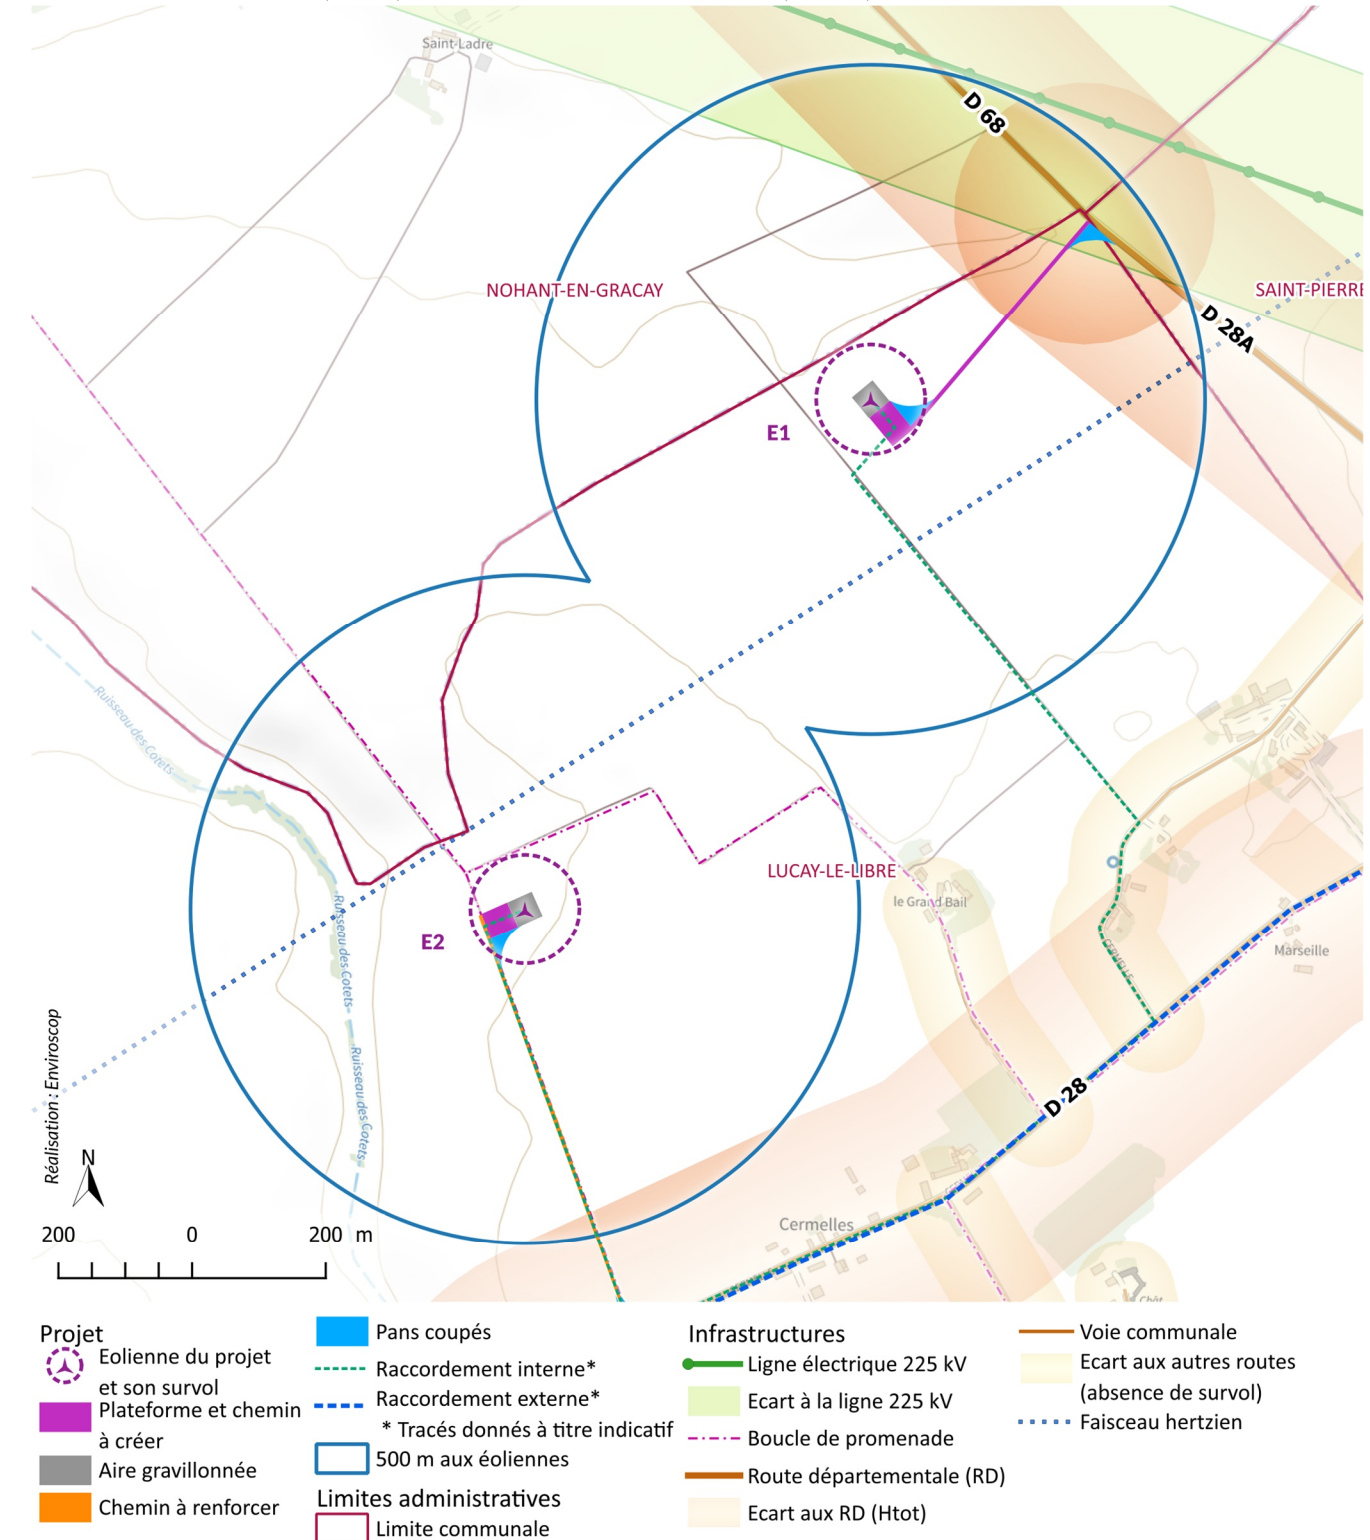 Saint-Ladre
D 68
NOHANT-EN-GRACAY
SAINT-PIERRE
D 28A
E1
Ruisseau des Cotets
LUCAY-LE-LIBRE
le Grand Bail
E2
Ruisseau des Cotets
CERMELLE
Marseille
Ruisseau des Cotets
D 28
Réalisation : Enviroscop
N
Cermelles
200 0 200 m
Chât
Projet
Eolienne du projet
et son survol
Plateforme et chemin
à créer
Aire gravillonnée
Chemin à renforcer
Pans coupés
Raccordement interne*
Raccordement externe*
* Tracés donnés à titre indicatif
500 m aux éoliennes
Limites administratives
Limite communale
Infrastructures
Ligne électrique 225 kV
Ecart à la ligne 225 kV
Boucle de promenade
Route départementale (RD)
Ecart aux RD (Htot)
Voie communale
Ecart aux autres routes
(absence de survol)
Faisceau hertzien